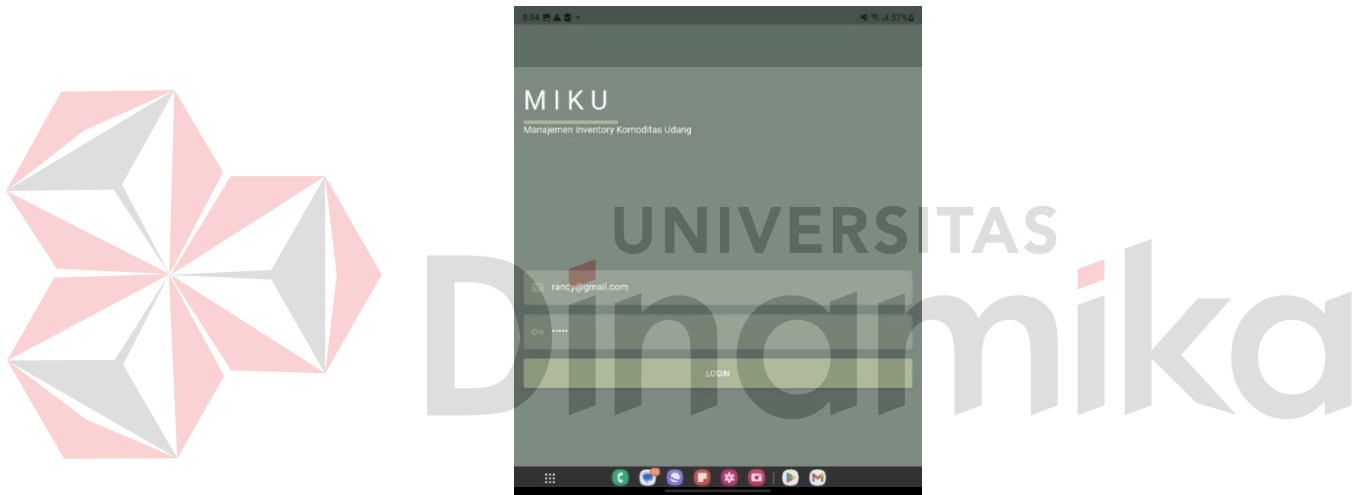 8:54
57%
MIKU
Manajemen Inventory Komoditas Udang
UNIVERSITAS
Dinamika
rancy@gmail.com
•••••
LOGIN